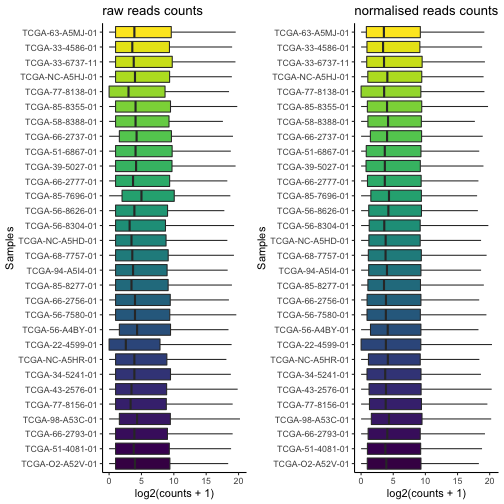 raw reads counts
normalised reads counts
Samples
TCGA-63-A5MJ-01
TCGA-33-4586-01
TCGA-33-6737-11
TCGA-NC-A5HJ-01
TCGA-77-8138-01
TCGA-85-8355-01
TCGA-58-8388-01
TCGA-66-2737-01
TCGA-51-6867-01
TCGA-39-5027-01
TCGA-66-2777-01
TCGA-85-7696-01
TCGA-56-8626-01
TCGA-56-8304-01
TCGA-NC-A5HD-01
TCGA-68-7757-01
TCGA-94-A5I4-01
TCGA-85-8277-01
TCGA-66-2756-01
TCGA-56-7580-01
TCGA-56-A4BY-01
TCGA-22-4599-01
TCGA-NC-A5HR-01
TCGA-34-5241-01
TCGA-43-2576-01
TCGA-77-8156-01
TCGA-98-A53C-01
TCGA-66-2793-01
TCGA-51-4081-01
TCGA-O2-A52V-01
0 5 10 15 20
log2(counts + 1)
Samples
TCGA-63-A5MJ-01
TCGA-33-4586-01
TCGA-33-6737-11
TCGA-NC-A5HJ-01
TCGA-77-8138-01
TCGA-85-8355-01
TCGA-58-8388-01
TCGA-66-2737-01
TCGA-51-6867-01
TCGA-39-5027-01
TCGA-66-2777-01
TCGA-85-7696-01
TCGA-56-8626-01
TCGA-56-8304-01
TCGA-NC-A5HD-01
TCGA-68-7757-01
TCGA-94-A5I4-01
TCGA-85-8277-01
TCGA-66-2756-01
TCGA-56-7580-01
TCGA-56-A4BY-01
TCGA-22-4599-01
TCGA-NC-A5HR-01
TCGA-34-5241-01
TCGA-43-2576-01
TCGA-77-8156-01
TCGA-98-A53C-01
TCGA-66-2793-01
TCGA-51-4081-01
TCGA-O2-A52V-01
0 5 10 15 20
log2(counts + 1)